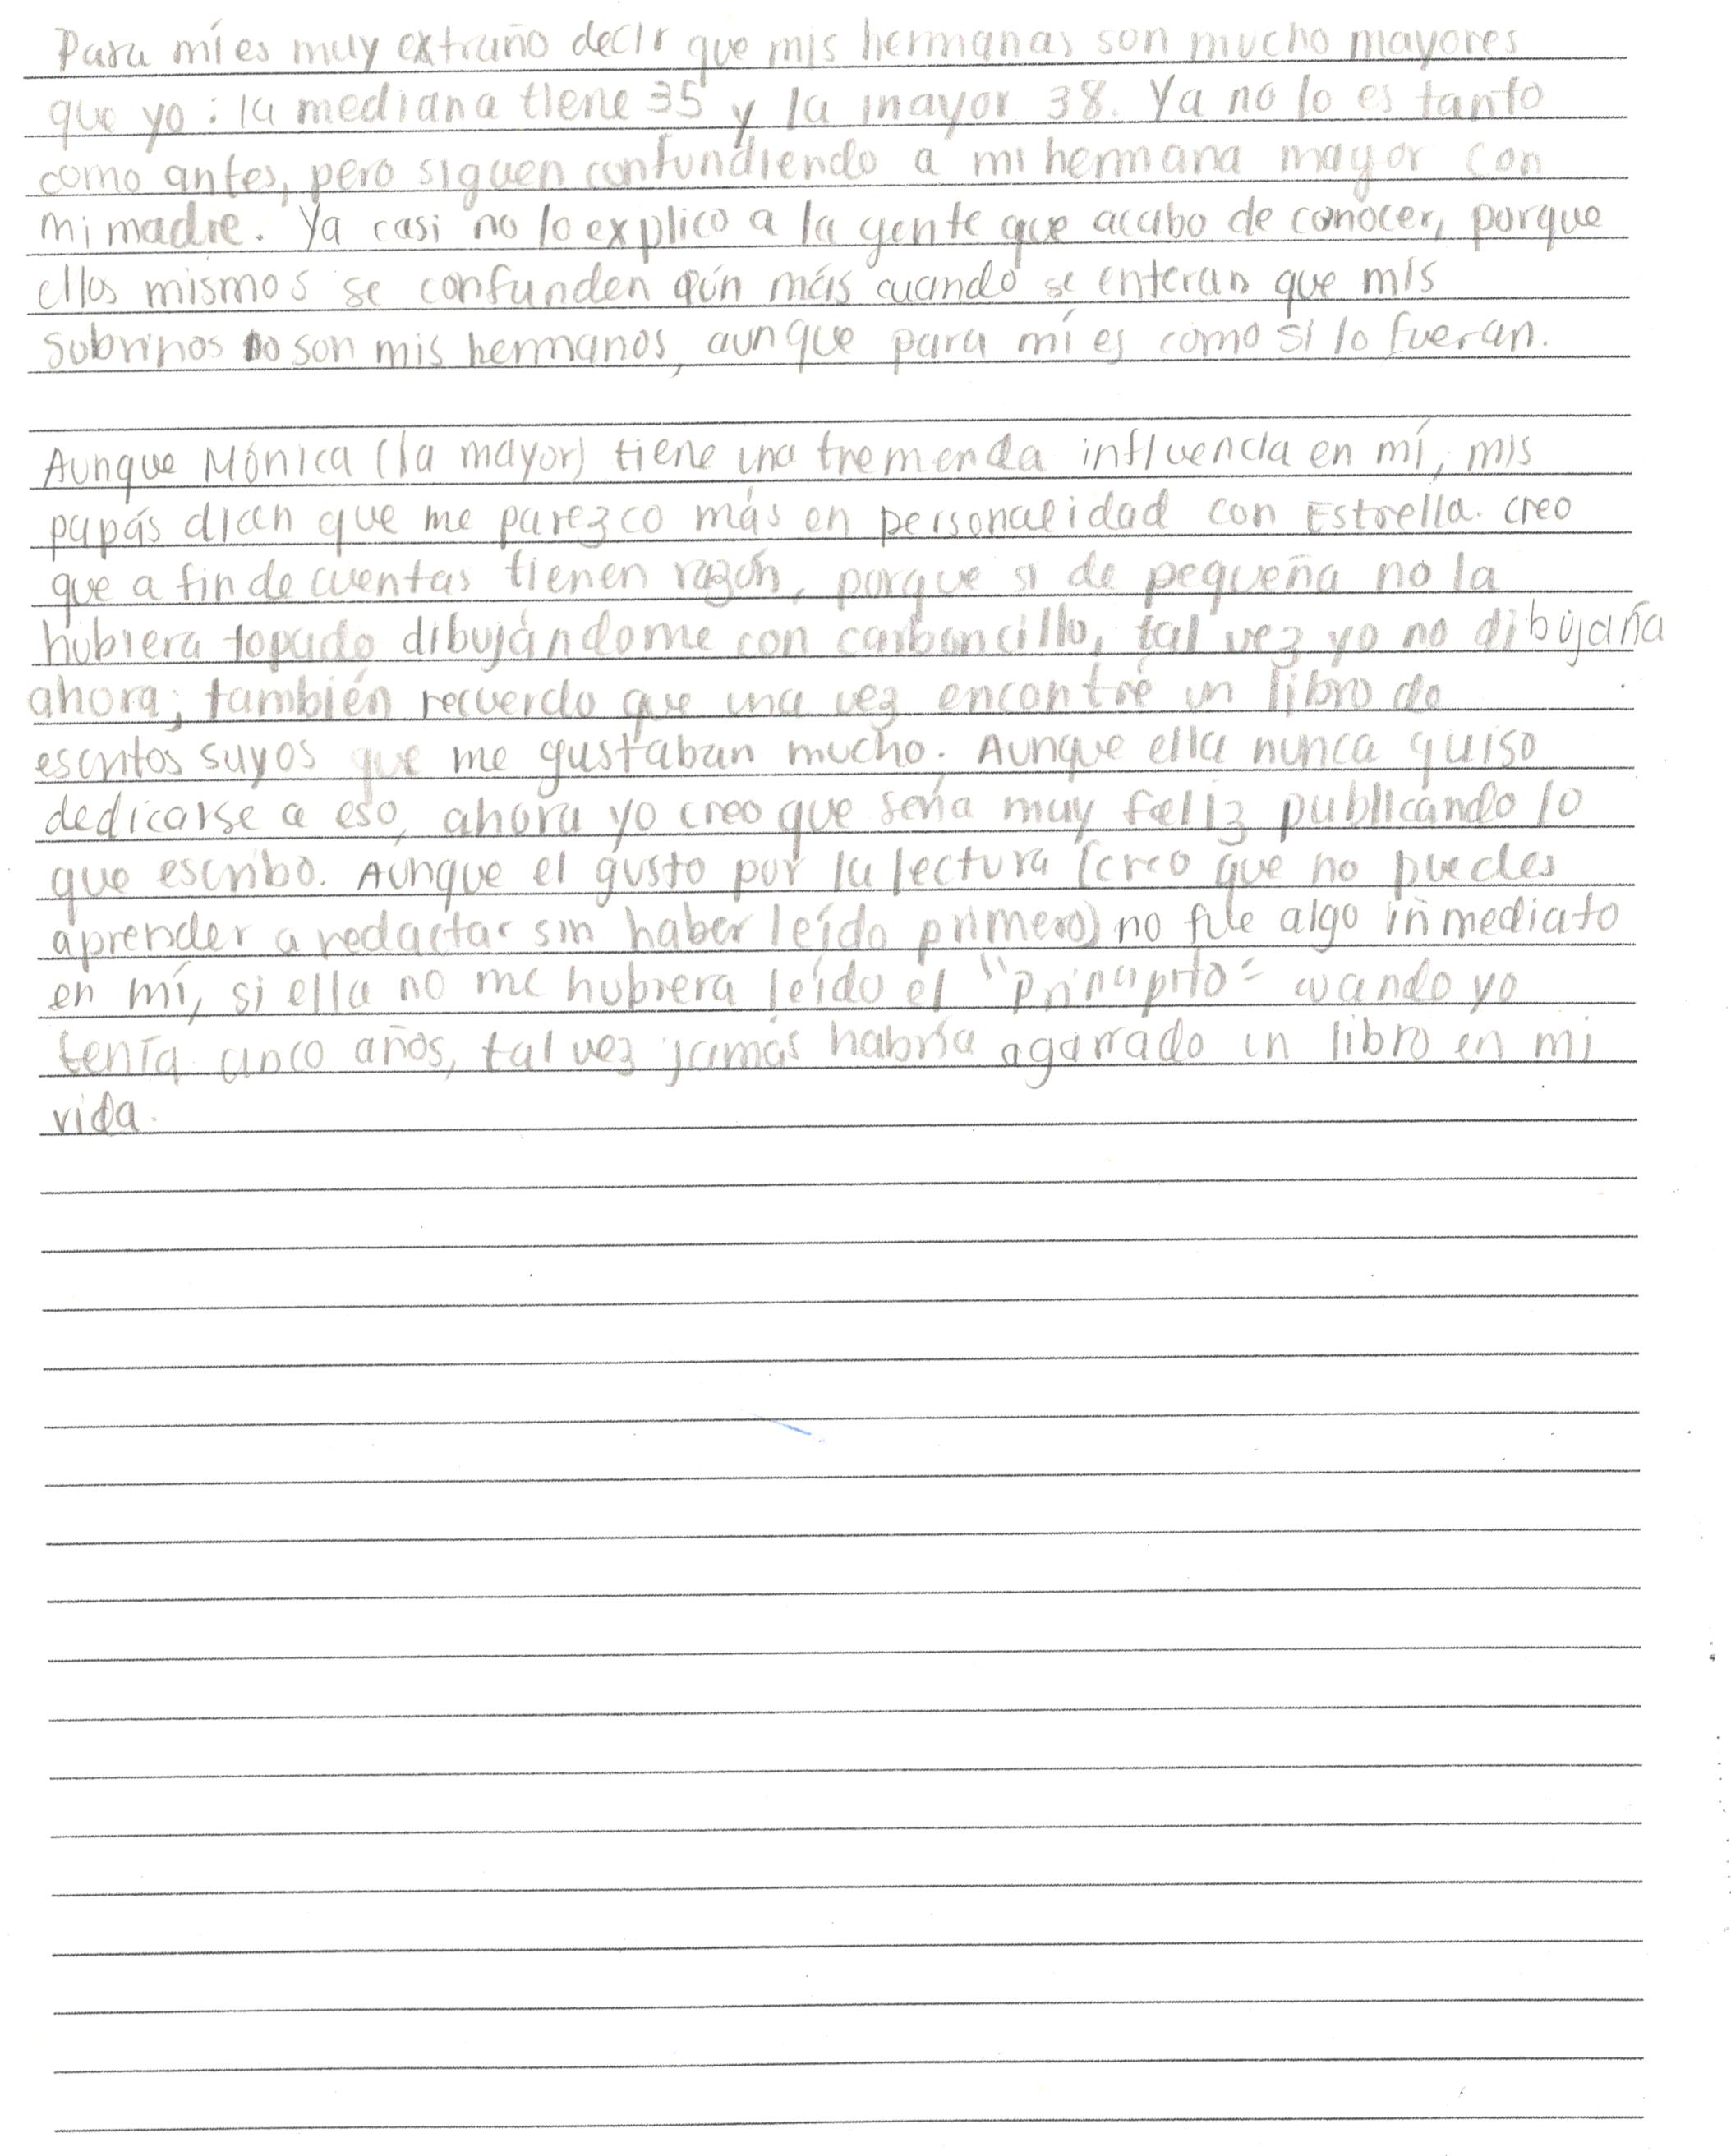 Para mí es muy extraño decir que mis hermanas son mucho mayores
que yo: la mediana tiene 35 y la mayor 38. Ya no lo es tanto
como antes, pero siguen confundiendo a mi hermana mayor con
mi madre. Ya casi no lo explico a la gente que acabo de conocer, porque
ellos mismos se confunden aún más cuando se enteran que mis
sobrinos no son mis hermanos, aunque para mí es como si lo fueran.
Aunque Mónica (la mayor) tiene una tremenda influencia en mí, mis
papás dicen que me parezco más en personalidad con Estrella. Creo
que a fin de cuentas tienen razón, porque si de pequeña no la
hubiera topado dibujándome con carboncillo, tal vez yo no dibujaría
ahora; también recuerdo que una vez encontré un libro de
escritos suyos que me gustaban mucho. Aunque ella nunca quiso
dedicarse a eso, ahora yo creo que sería muy feliz publicando lo
que escribo. Aunque el gusto por la lectura (creo que no puedes
aprender a redactar sin haber leído primero) no fue algo inmediato
en mí, si ella no me hubiera leído el "Principito" cuando yo
tenía cinco años, tal vez jamás habría agarrado un libro en mi
vida.